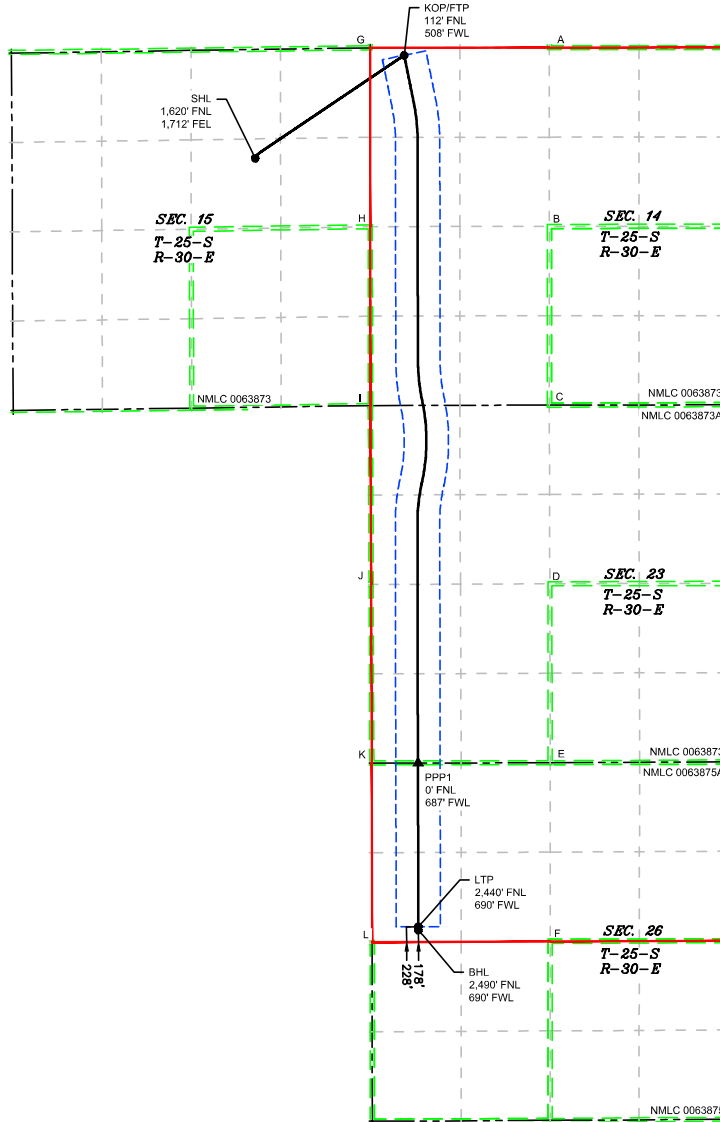 KOP/FTP
112' FNL
508' FWL
G
A
SHL
1,620' FNL
1,712' FEL
SEC. 15
T-25-S
R-30-E
H
B
SEC. 14
T-25-S
R-30-E
NMLC 0063873
I
C
NMLC 0063873
NMLC 0063873A
J
D
SEC. 23
T-25-S
R-30-E
K
E
NMLC 0063873
NMLC 0063875A
PPP1
0' FNL
687' FWL
LTP
2,440' FNL
690' FWL
L
F
SEC. 26
T-25-S
R-30-E
178'
228'
BHL
2,490' FNL
690' FWL
NMLC 006387